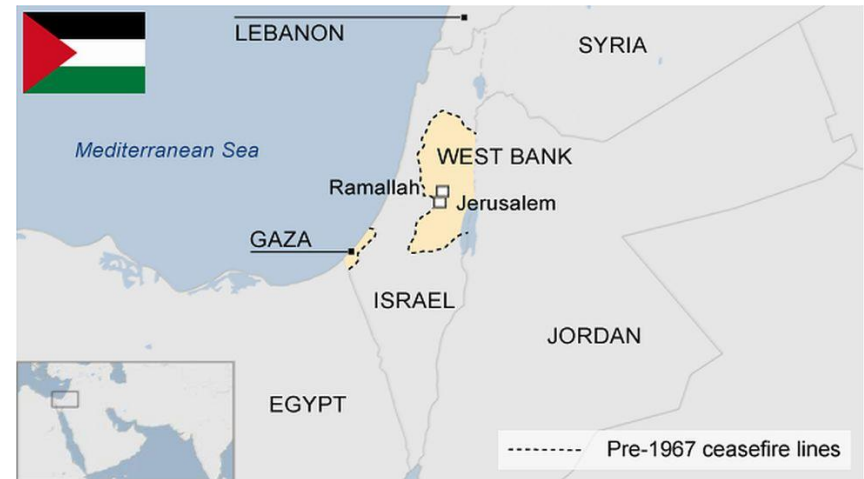 LEBANON
SYRIA
Mediterranean Sea
WEST BANK
Ramallah
Jerusalem
GAZA
ISRAEL
JORDAN
EGYPT
Pre-1967 ceasefire lines